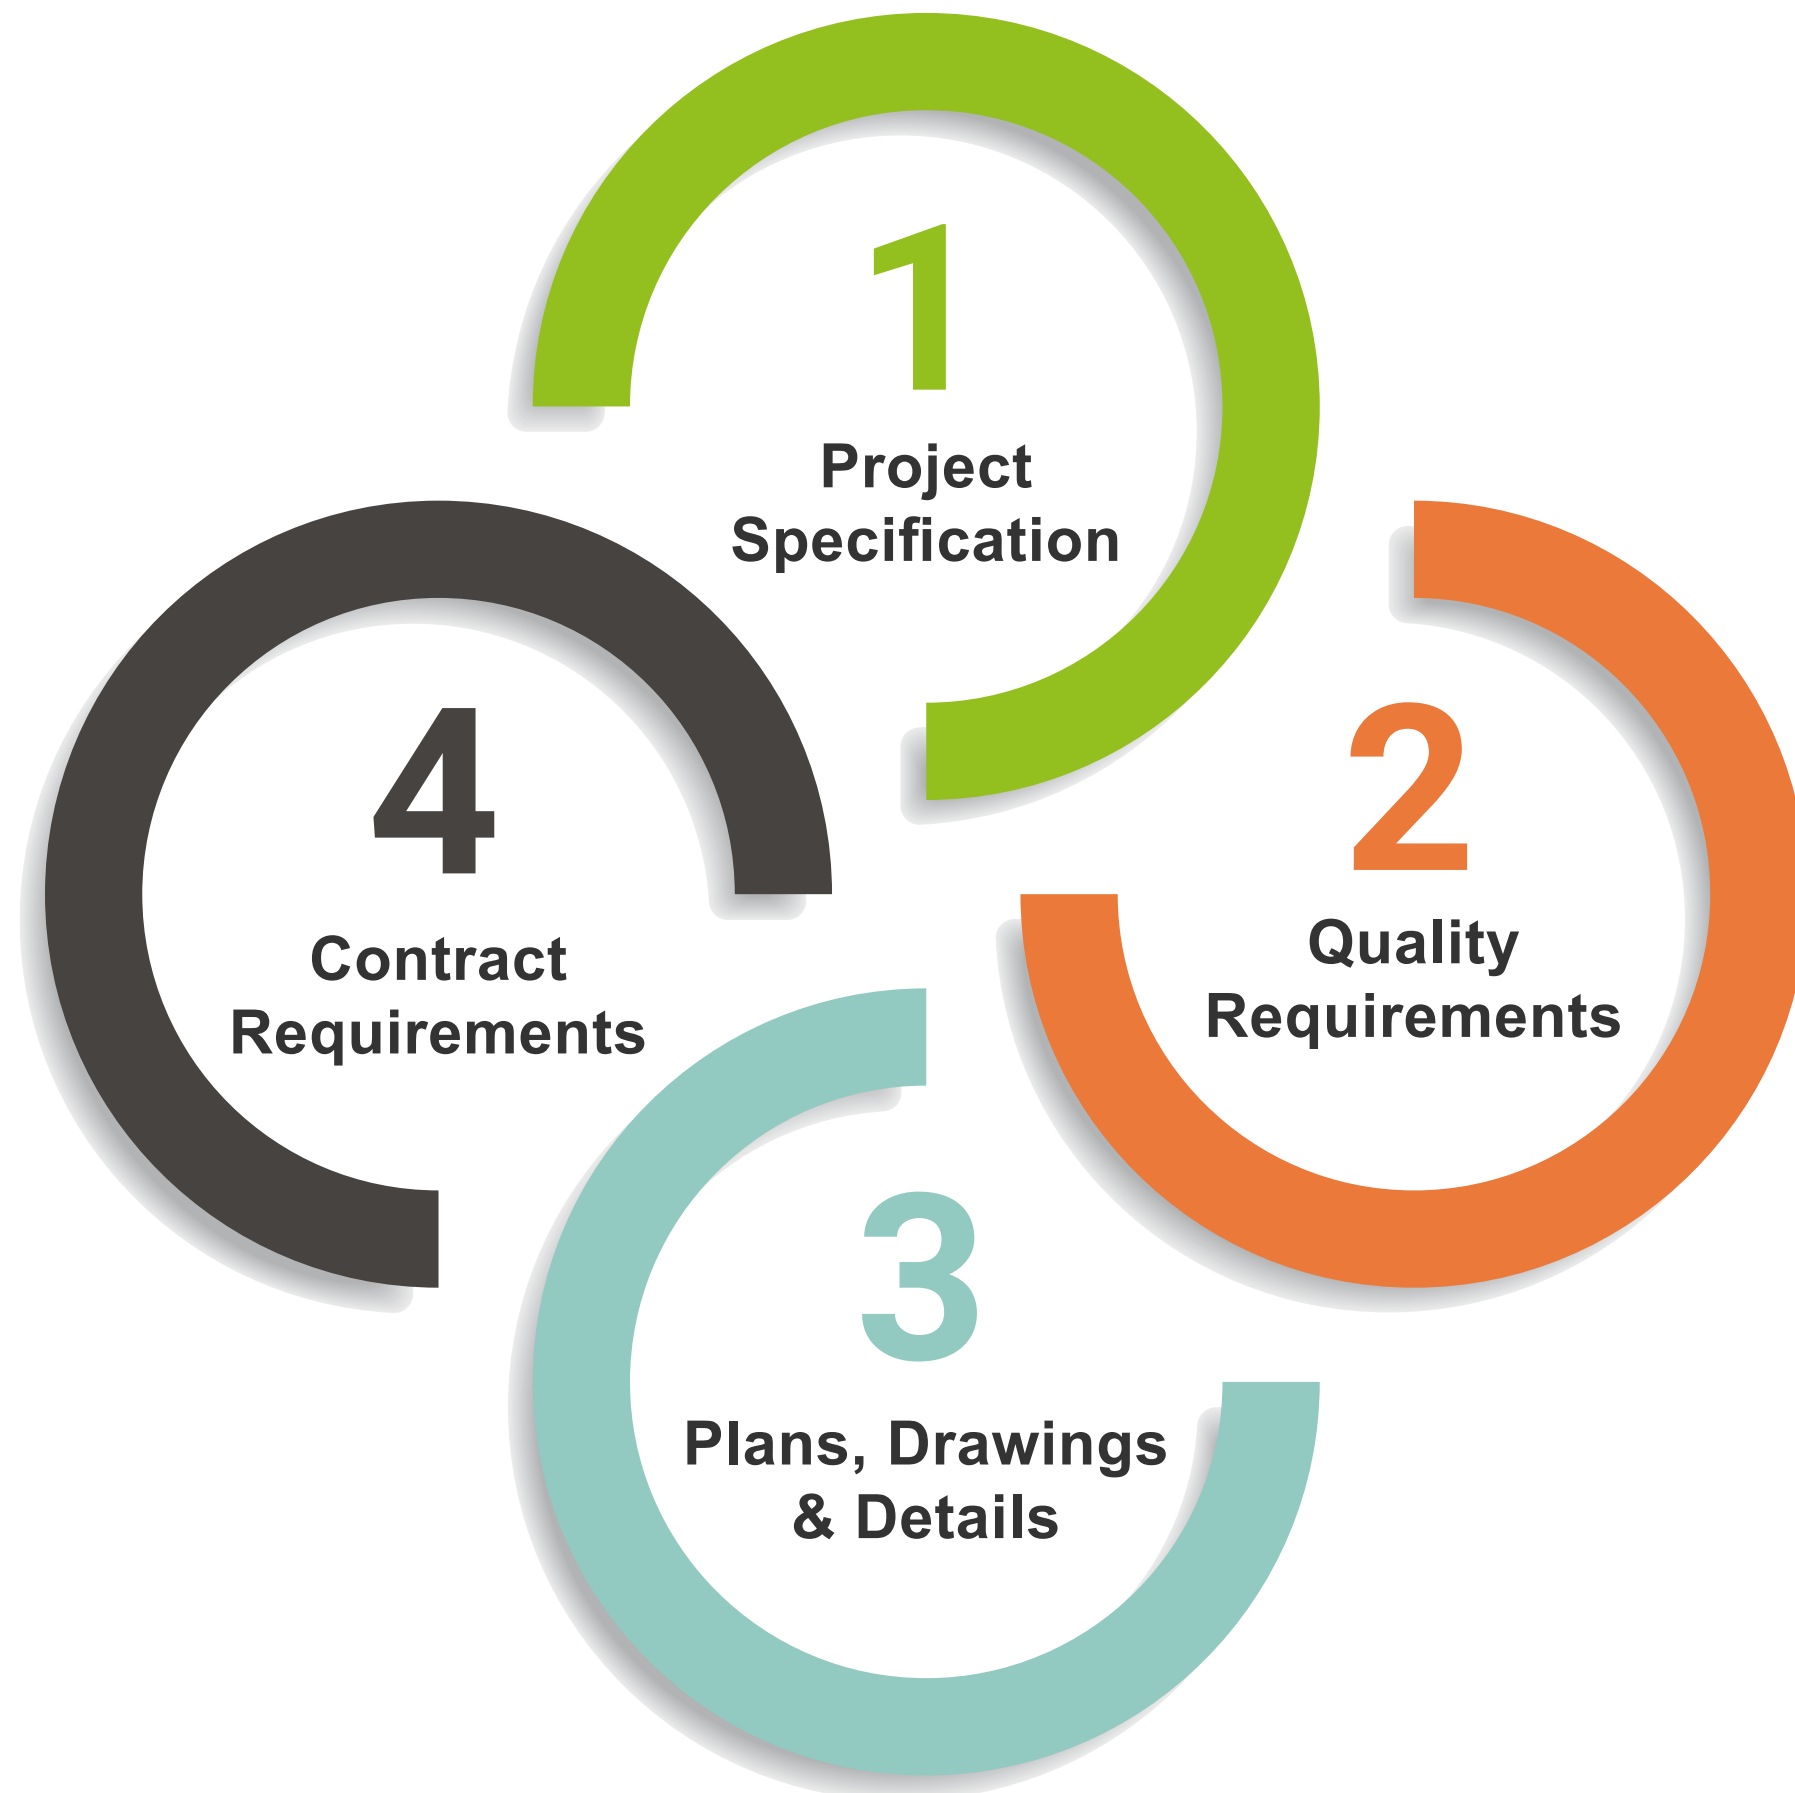 1
Project
Specification
2
Quality
Requirements
3
Plans, Drawings
& Details
4
Contract
Requirements